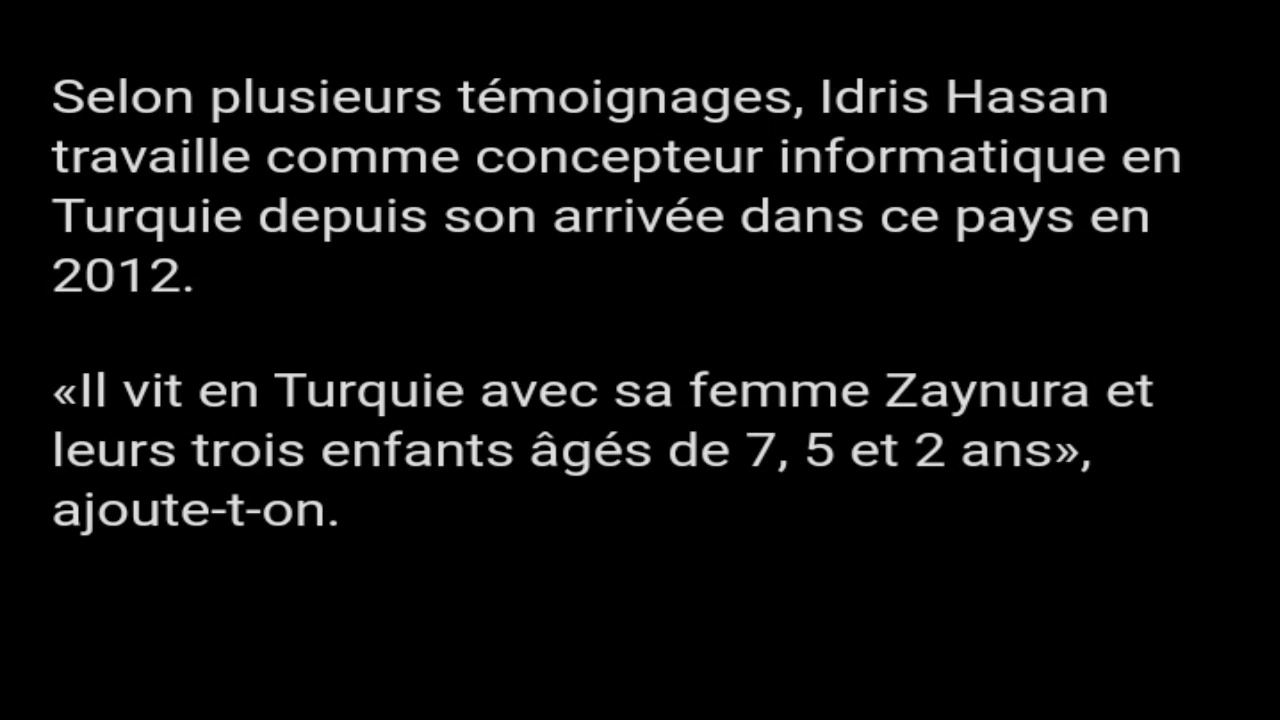 Selon plusieurs témoignages, Idris Hasan
travaille comme concepteur informatique en
Turquie depuis son arrivée dans ce pays en
2012.
«Il vit en Turquie avec sa femme Zaynura et
leurs trois enfants âgés de 7, 5 et 2 ans»,
ajoute-t-on.